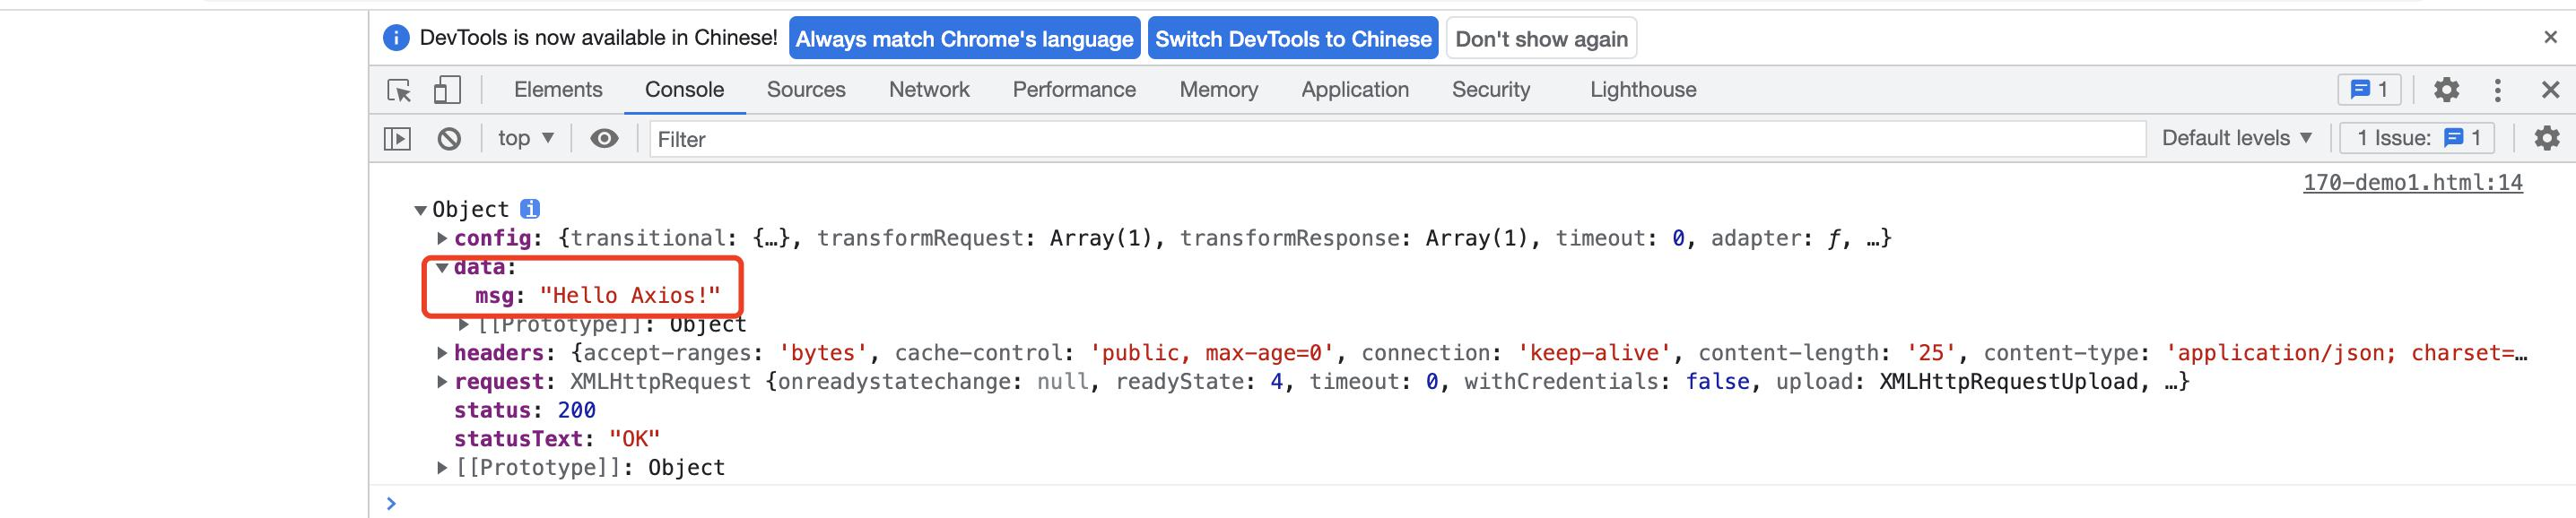 DevTools is now available in Chinese! Always match Chrome's language Switch DevTools to Chinese Don't show again
Elements Console Sources Network Performance Memory Application Security Lighthouse 1
top Filter Default levels 1 Issue: 1
170-demo1.html:14
Object
config: {transitional: {…}, transformRequest: Array(1), transformResponse: Array(1), timeout: 0, adapter: ƒ, …}
data:
msg: "Hello Axios!"
[[Prototype]]: Object
headers: {accept-ranges: 'bytes', cache-control: 'public, max-age=0', connection: 'keep-alive', content-length: '25', content-type: 'application/json; charset=…
request: XMLHttpRequest {onreadystatechange: null, readyState: 4, timeout: 0, withCredentials: false, upload: XMLHttpRequestUpload, …}
status: 200
statusText: "OK"
[[Prototype]]: Object